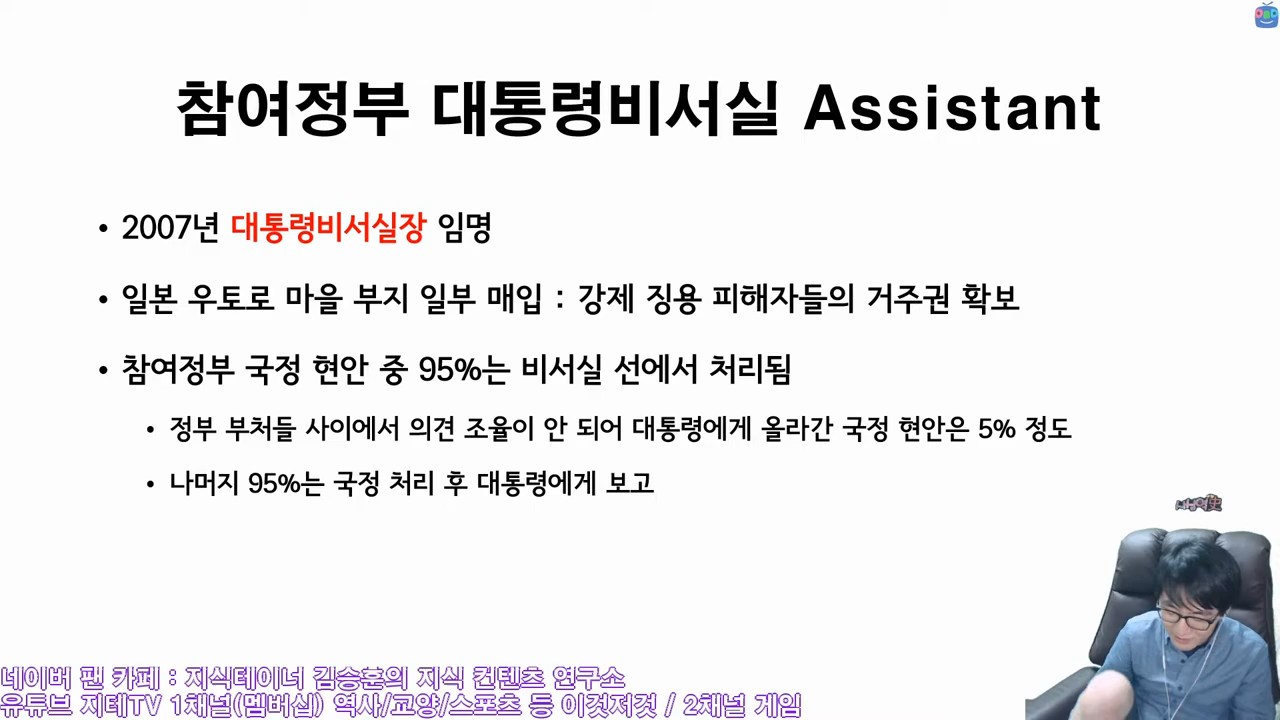 참여정부 대통령비서실 Assistant
• 2007년 대통령비서실장 임명
• 일본 우토로 마을 부지 일부 매입 : 강제 징용 피해자들의 거주권 확보
• 참여정부 국정 현안 중 95%는 비서실 선에서 처리됨
• 정부 부처들 사이에서 의견 조율이 안 되어 대통령에게 올라간 국정 현안은 5% 정도
• 나머지 95%는 국정 처리 후 대통령에게 보고
네이버 팬 카페 : 지식테이너 김승훈의 지식 컨텐츠 연구소
유튜브 지테TV 1채널(멤버십) 역사/교양/스포츠 등 이것저것 / 2채널 게임